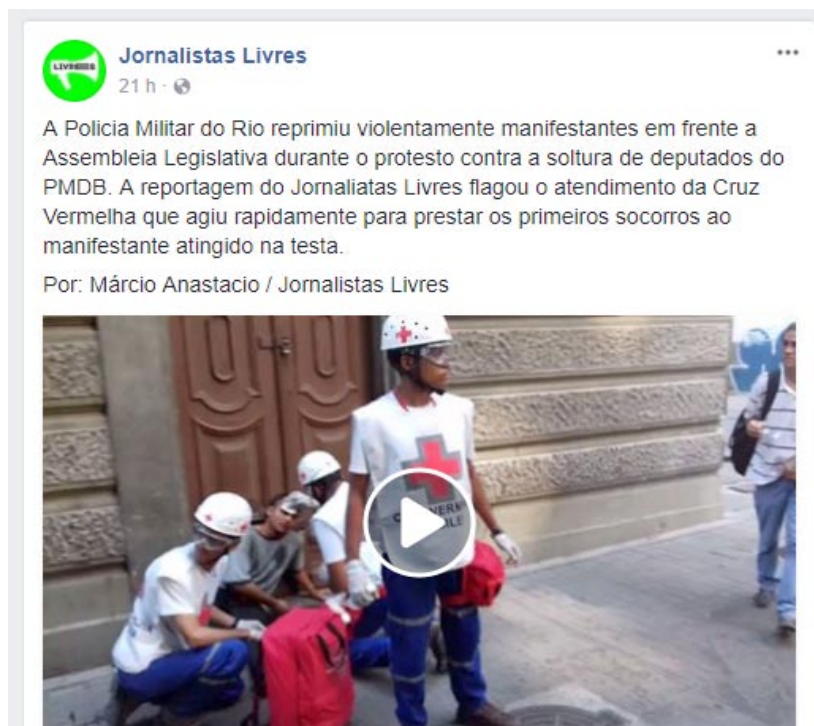 LIVRES
Jornalistas Livres
21 h ·
A Policia Militar do Rio reprimiu violentamente manifestantes em frente a
Assembleia Legislativa durante o protesto contra a soltura de deputados do
PMDB. A reportagem do Jornaliatas Livres flagou o atendimento da Cruz
Vermelha que agiu rapidamente para prestar os primeiros socorros ao
manifestante atingido na testa.
Por: Márcio Anastacio / Jornalistas Livres